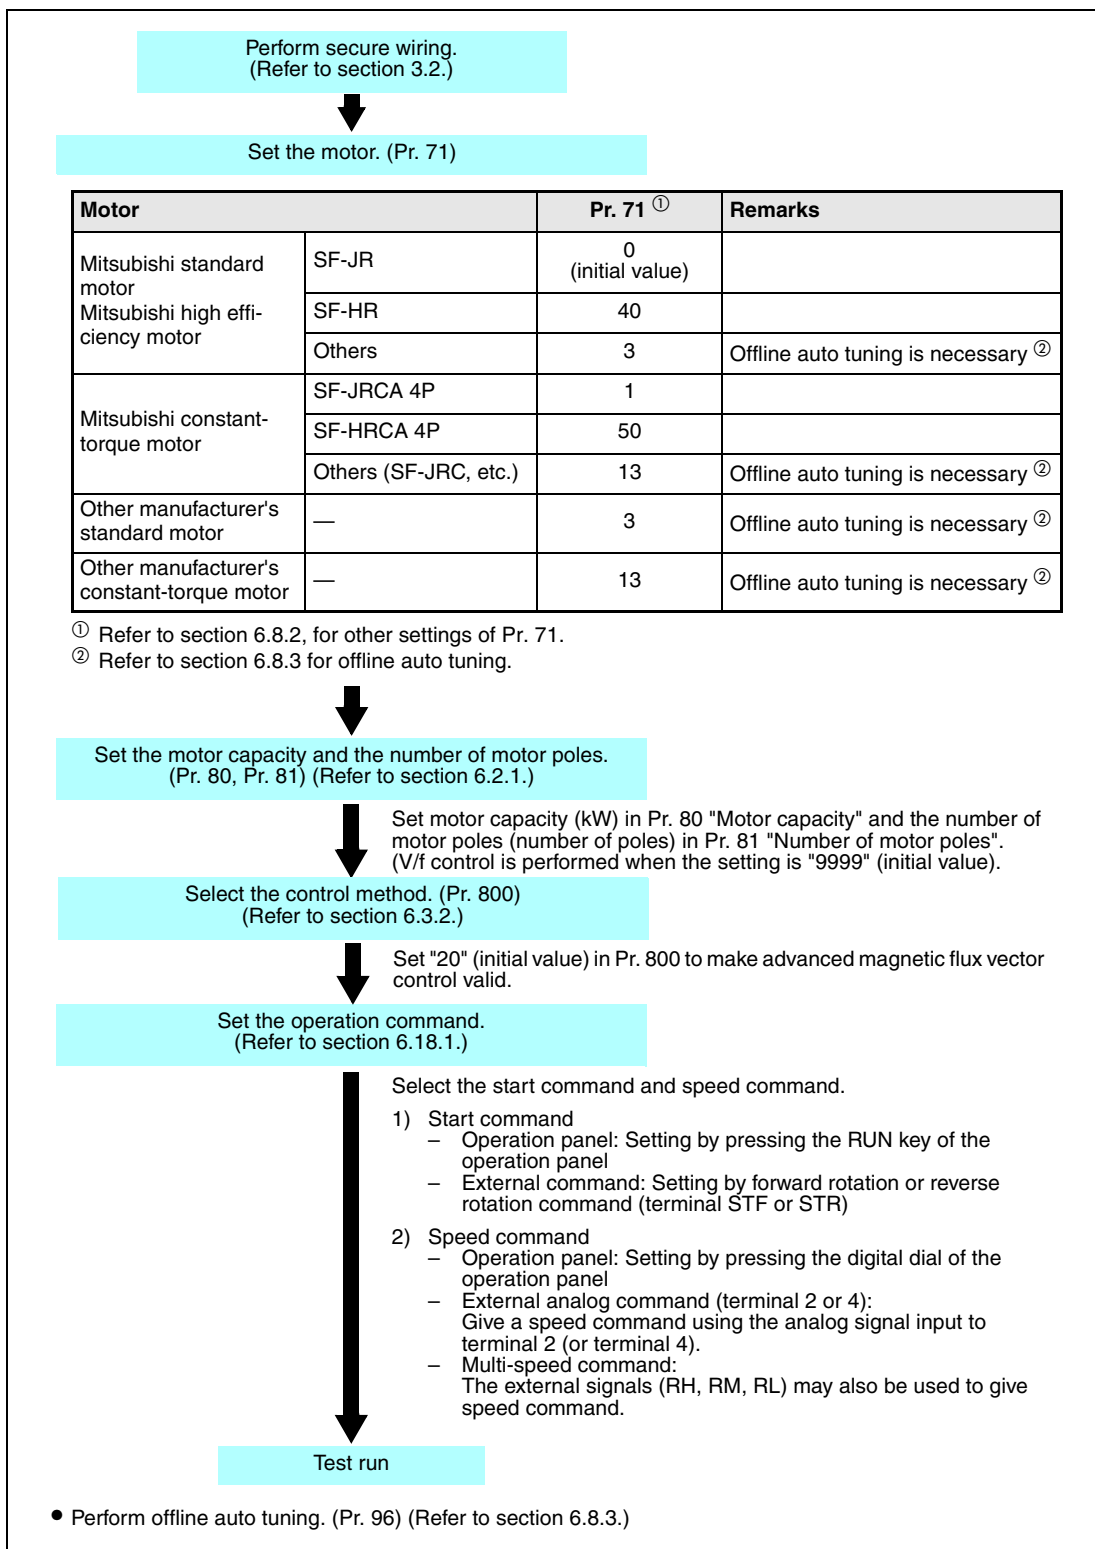 Perform secure wiring.
(Refer to section 3.2.)
Set the motor. (Pr. 71)
Motor Pr. 71 ① Remarks
Mitsubishi standard
motor
Mitsubishi high effi-
ciency motor
SF-JR 0
(initial value)
SF-HR 40
Others 3 Offline auto tuning is necessary ②
Mitsubishi constant-
torque motor
SF-JRCA 4P 1
SF-HRCA 4P 50
Others (SF-JRC, etc.) 13 Offline auto tuning is necessary ②
Other manufacturer's
standard motor
— 3 Offline auto tuning is necessary ②
Other manufacturer's
constant-torque motor
— 13 Offline auto tuning is necessary ②
① Refer to section 6.8.2, for other settings of Pr. 71.
② Refer to section 6.8.3 for offline auto tuning.
Set the motor capacity and the number of motor poles.
(Pr. 80, Pr. 81) (Refer to section 6.2.1.)
Set motor capacity (kW) in Pr. 80 "Motor capacity" and the number of
motor poles (number of poles) in Pr. 81 "Number of motor poles".
(V/f control is performed when the setting is "9999" (initial value).
Select the control method. (Pr. 800)
(Refer to section 6.3.2.)
Set "20" (initial value) in Pr. 800 to make advanced magnetic flux vector
control valid.
Set the operation command.
(Refer to section 6.18.1.)
Select the start command and speed command.
1) Start command
– Operation panel: Setting by pressing the RUN key of the
operation panel
– External command: Setting by forward rotation or reverse
rotation command (terminal STF or STR)
2) Speed command
– Operation panel: Setting by pressing the digital dial of the
operation panel
– External analog command (terminal 2 or 4):
Give a speed command using the analog signal input to
terminal 2 (or terminal 4).
– Multi-speed command:
The external signals (RH, RM, RL) may also be used to give
speed command.
Test run
● Perform offline auto tuning. (Pr. 96) (Refer to section 6.8.3.)